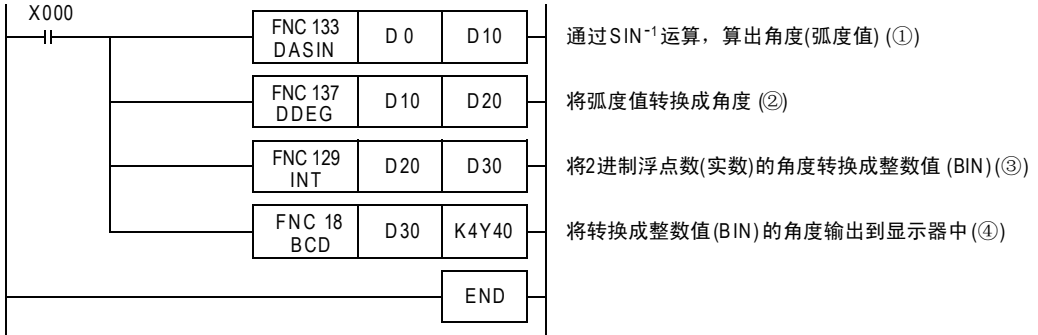 X000
FNC 133 DASIN D 0 D10 通过SIN⁻¹运算，算出角度(弧度值) (①)
FNC 137 DDEG D10 D20 将弧度值转换成角度 (②)
FNC 129 INT D20 D30 将2进制浮点数(实数)的角度转换成整数值 (BIN)(③)
FNC 18 BCD D30 K4Y40 将转换成整数值(BIN)的角度输出到显示器中(④)
END